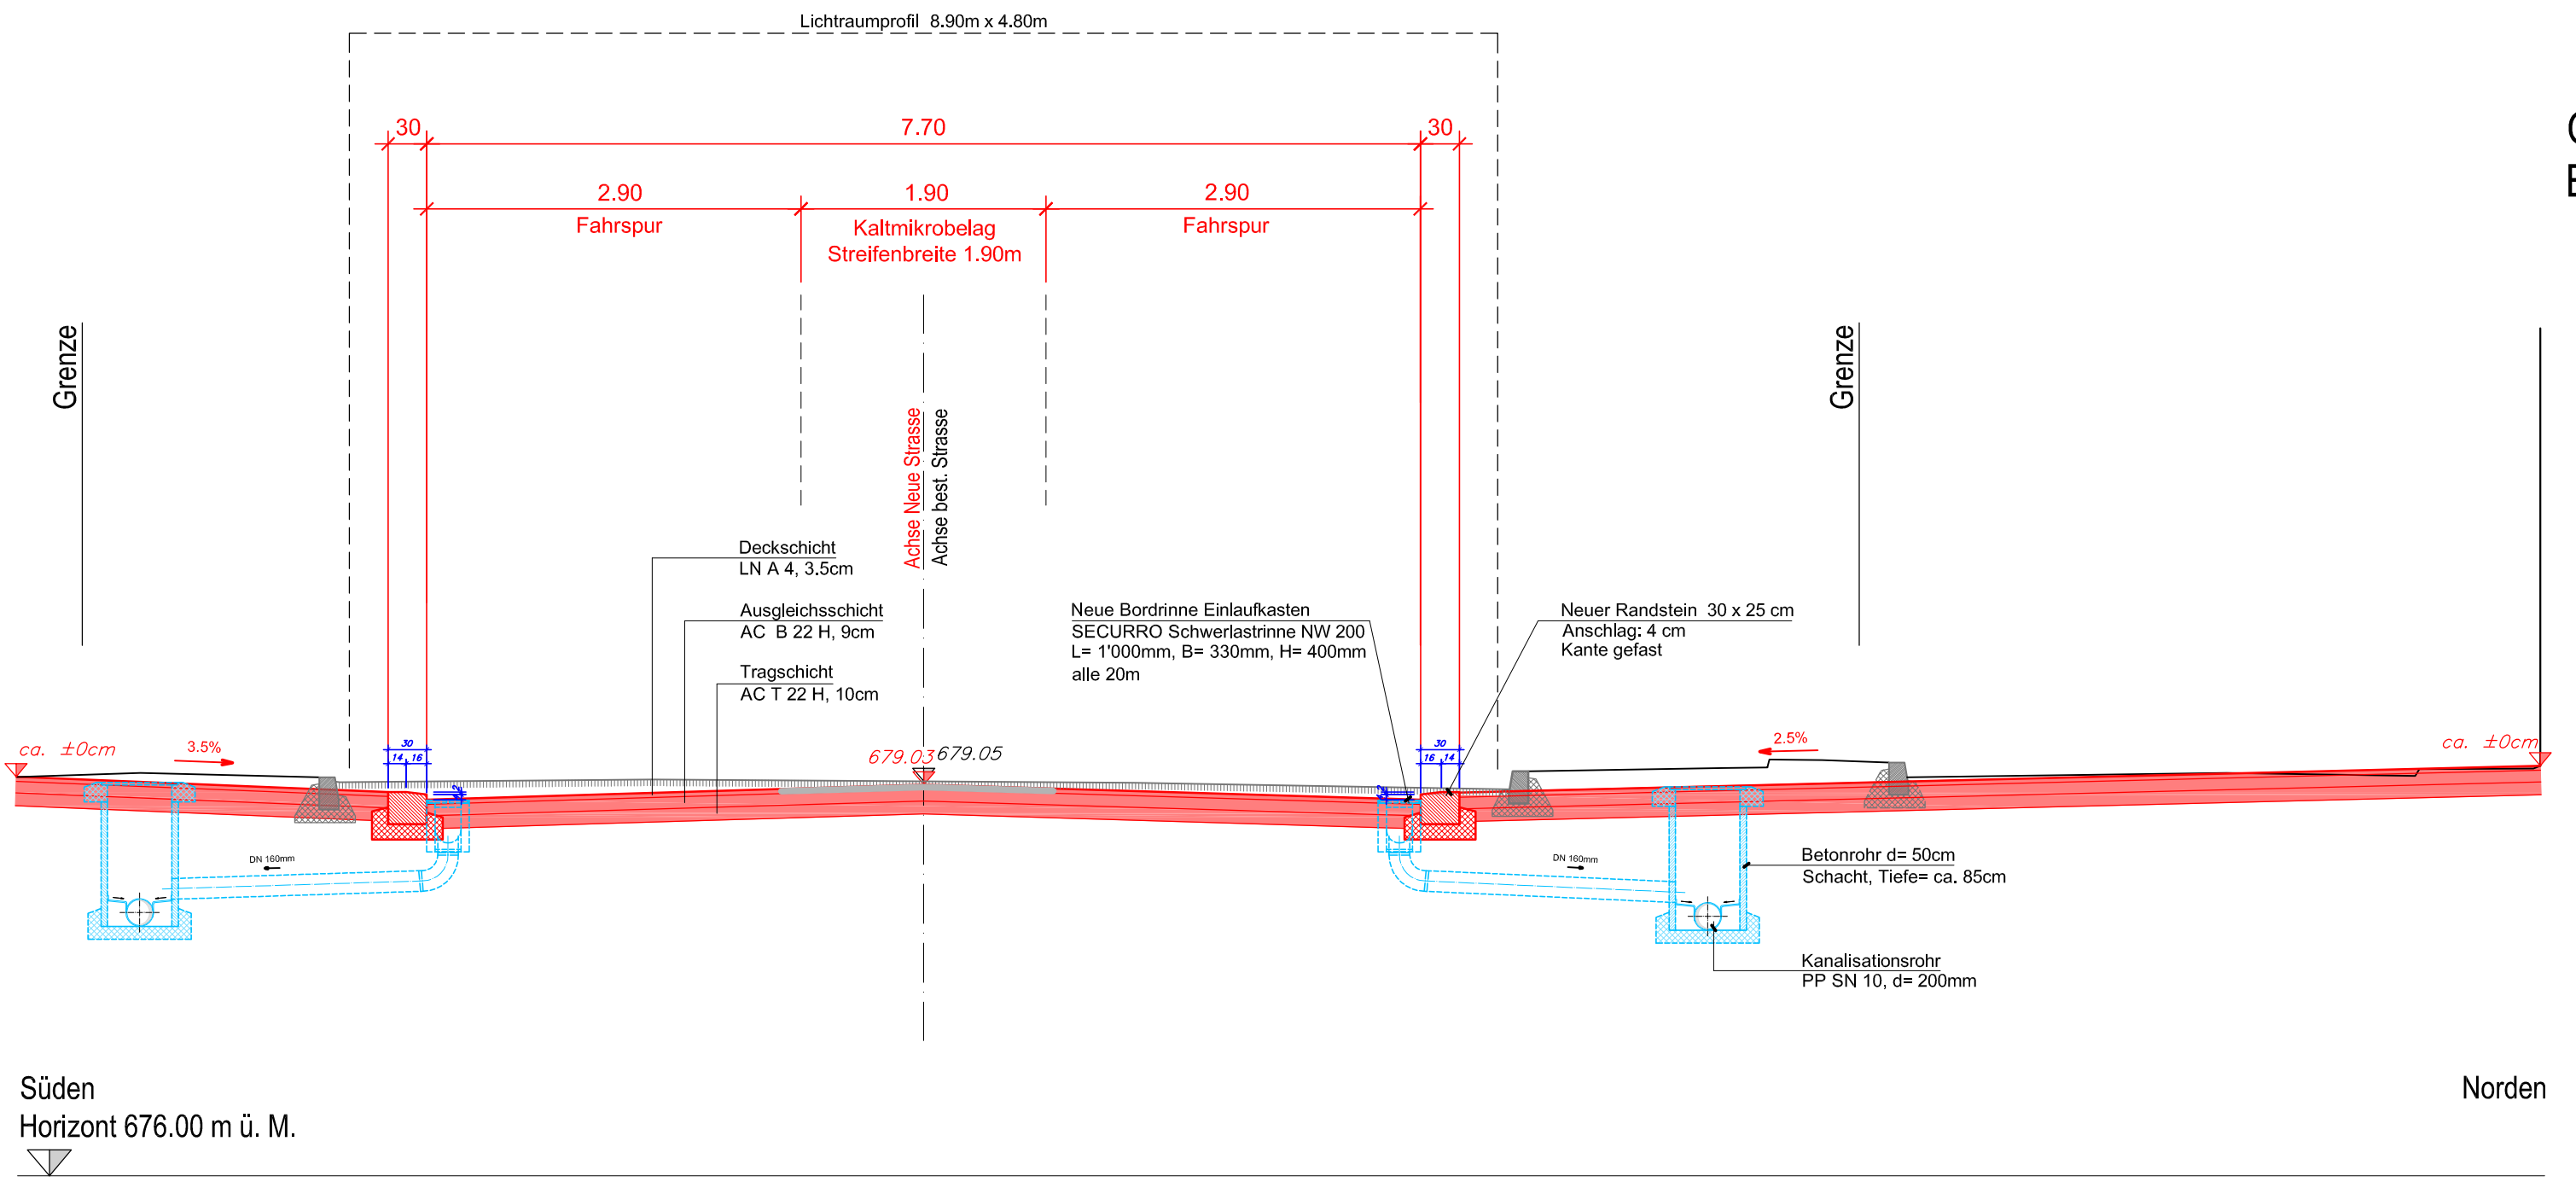 Lichtraumprofil 8.90m x 4.80m
30
7.70
30
2.90
1.90
2.90
Fahrspur
Kaltmikrobelag
Streifenbreite 1.90m
Fahrspur
Grenze
Grenze
Achse Neue Strasse
Achse best. Strasse
Deckschicht
LN A 4, 3.5cm
Ausgleichsschicht
AC B 22 H, 9cm
Tragschicht
AC T 22 H, 10cm
Neue Bordrinne Einlaufkasten
SECURRO Schwerlastrinne NW 200
L= 1'000mm, B= 330mm, H= 400mm
alle 20m
Neuer Randstein 30 x 25 cm
Anschlag: 4 cm
Kante gefast
ca. ±0cm
3.5%
30
14 16
679.03 679.05
30
16 14
2.5%
ca. ±0cm
DN 160mm
DN 160mm
Betonrohr d= 50cm
Schacht, Tiefe= ca. 85cm
Kanalisationsrohr
PP SN 10, d= 200mm
Süden
Norden
Horizont 676.00 m ü. M.